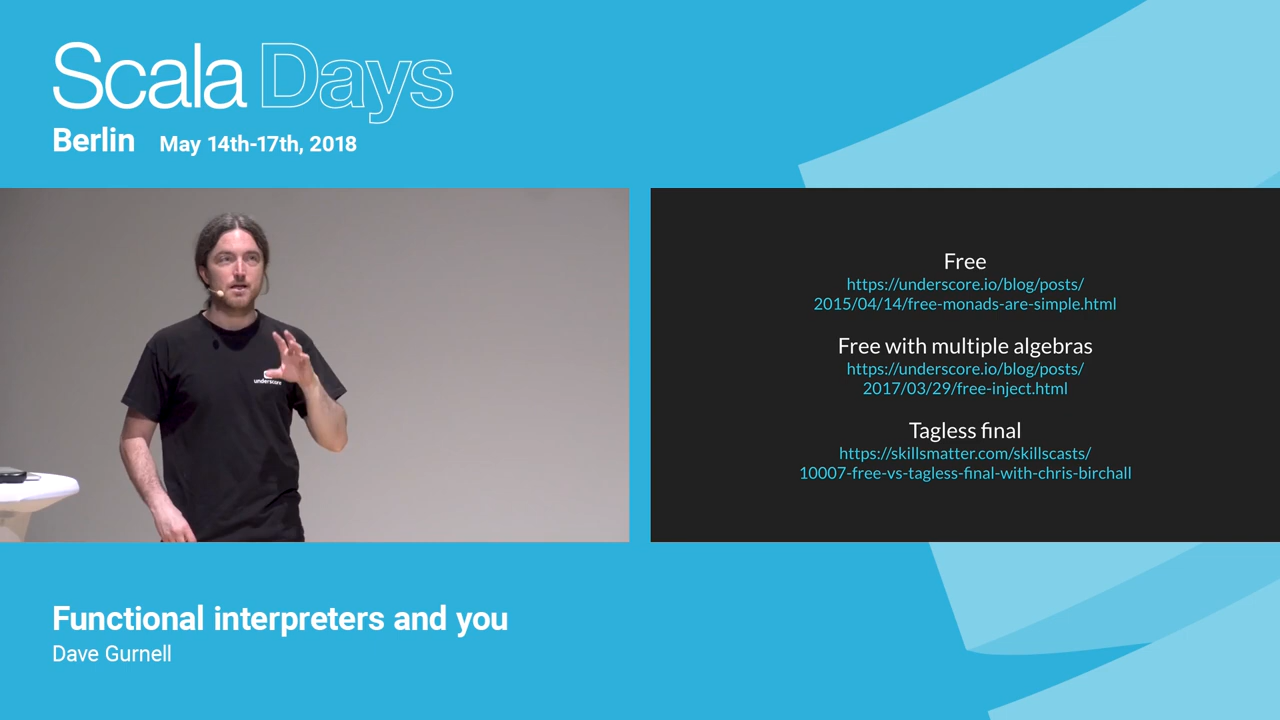 Scala Days
Berlin May 14th-17th, 2018
underscore
Free
https://underscore.io/blog/posts/
2015/04/14/free-monads-are-simple.html
Free with multiple algebras
https://underscore.io/blog/posts/
2017/03/29/free-inject.html
Tagless final
https://skillsmatter.com/skillscasts/
10007-free-vs-tagless-final-with-chris-birchall
Functional interpreters and you
Dave Gurnell